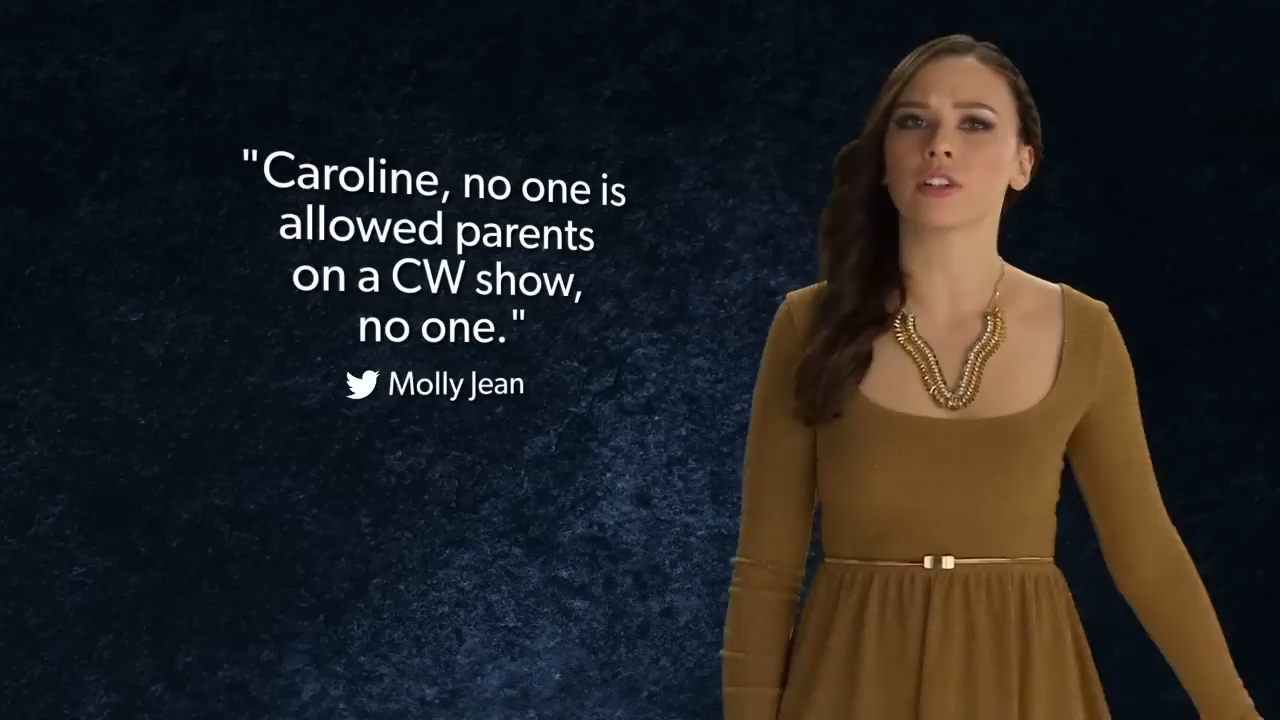 "Caroline, no one is
allowed parents
on a CW show,
no one."
Molly Jean